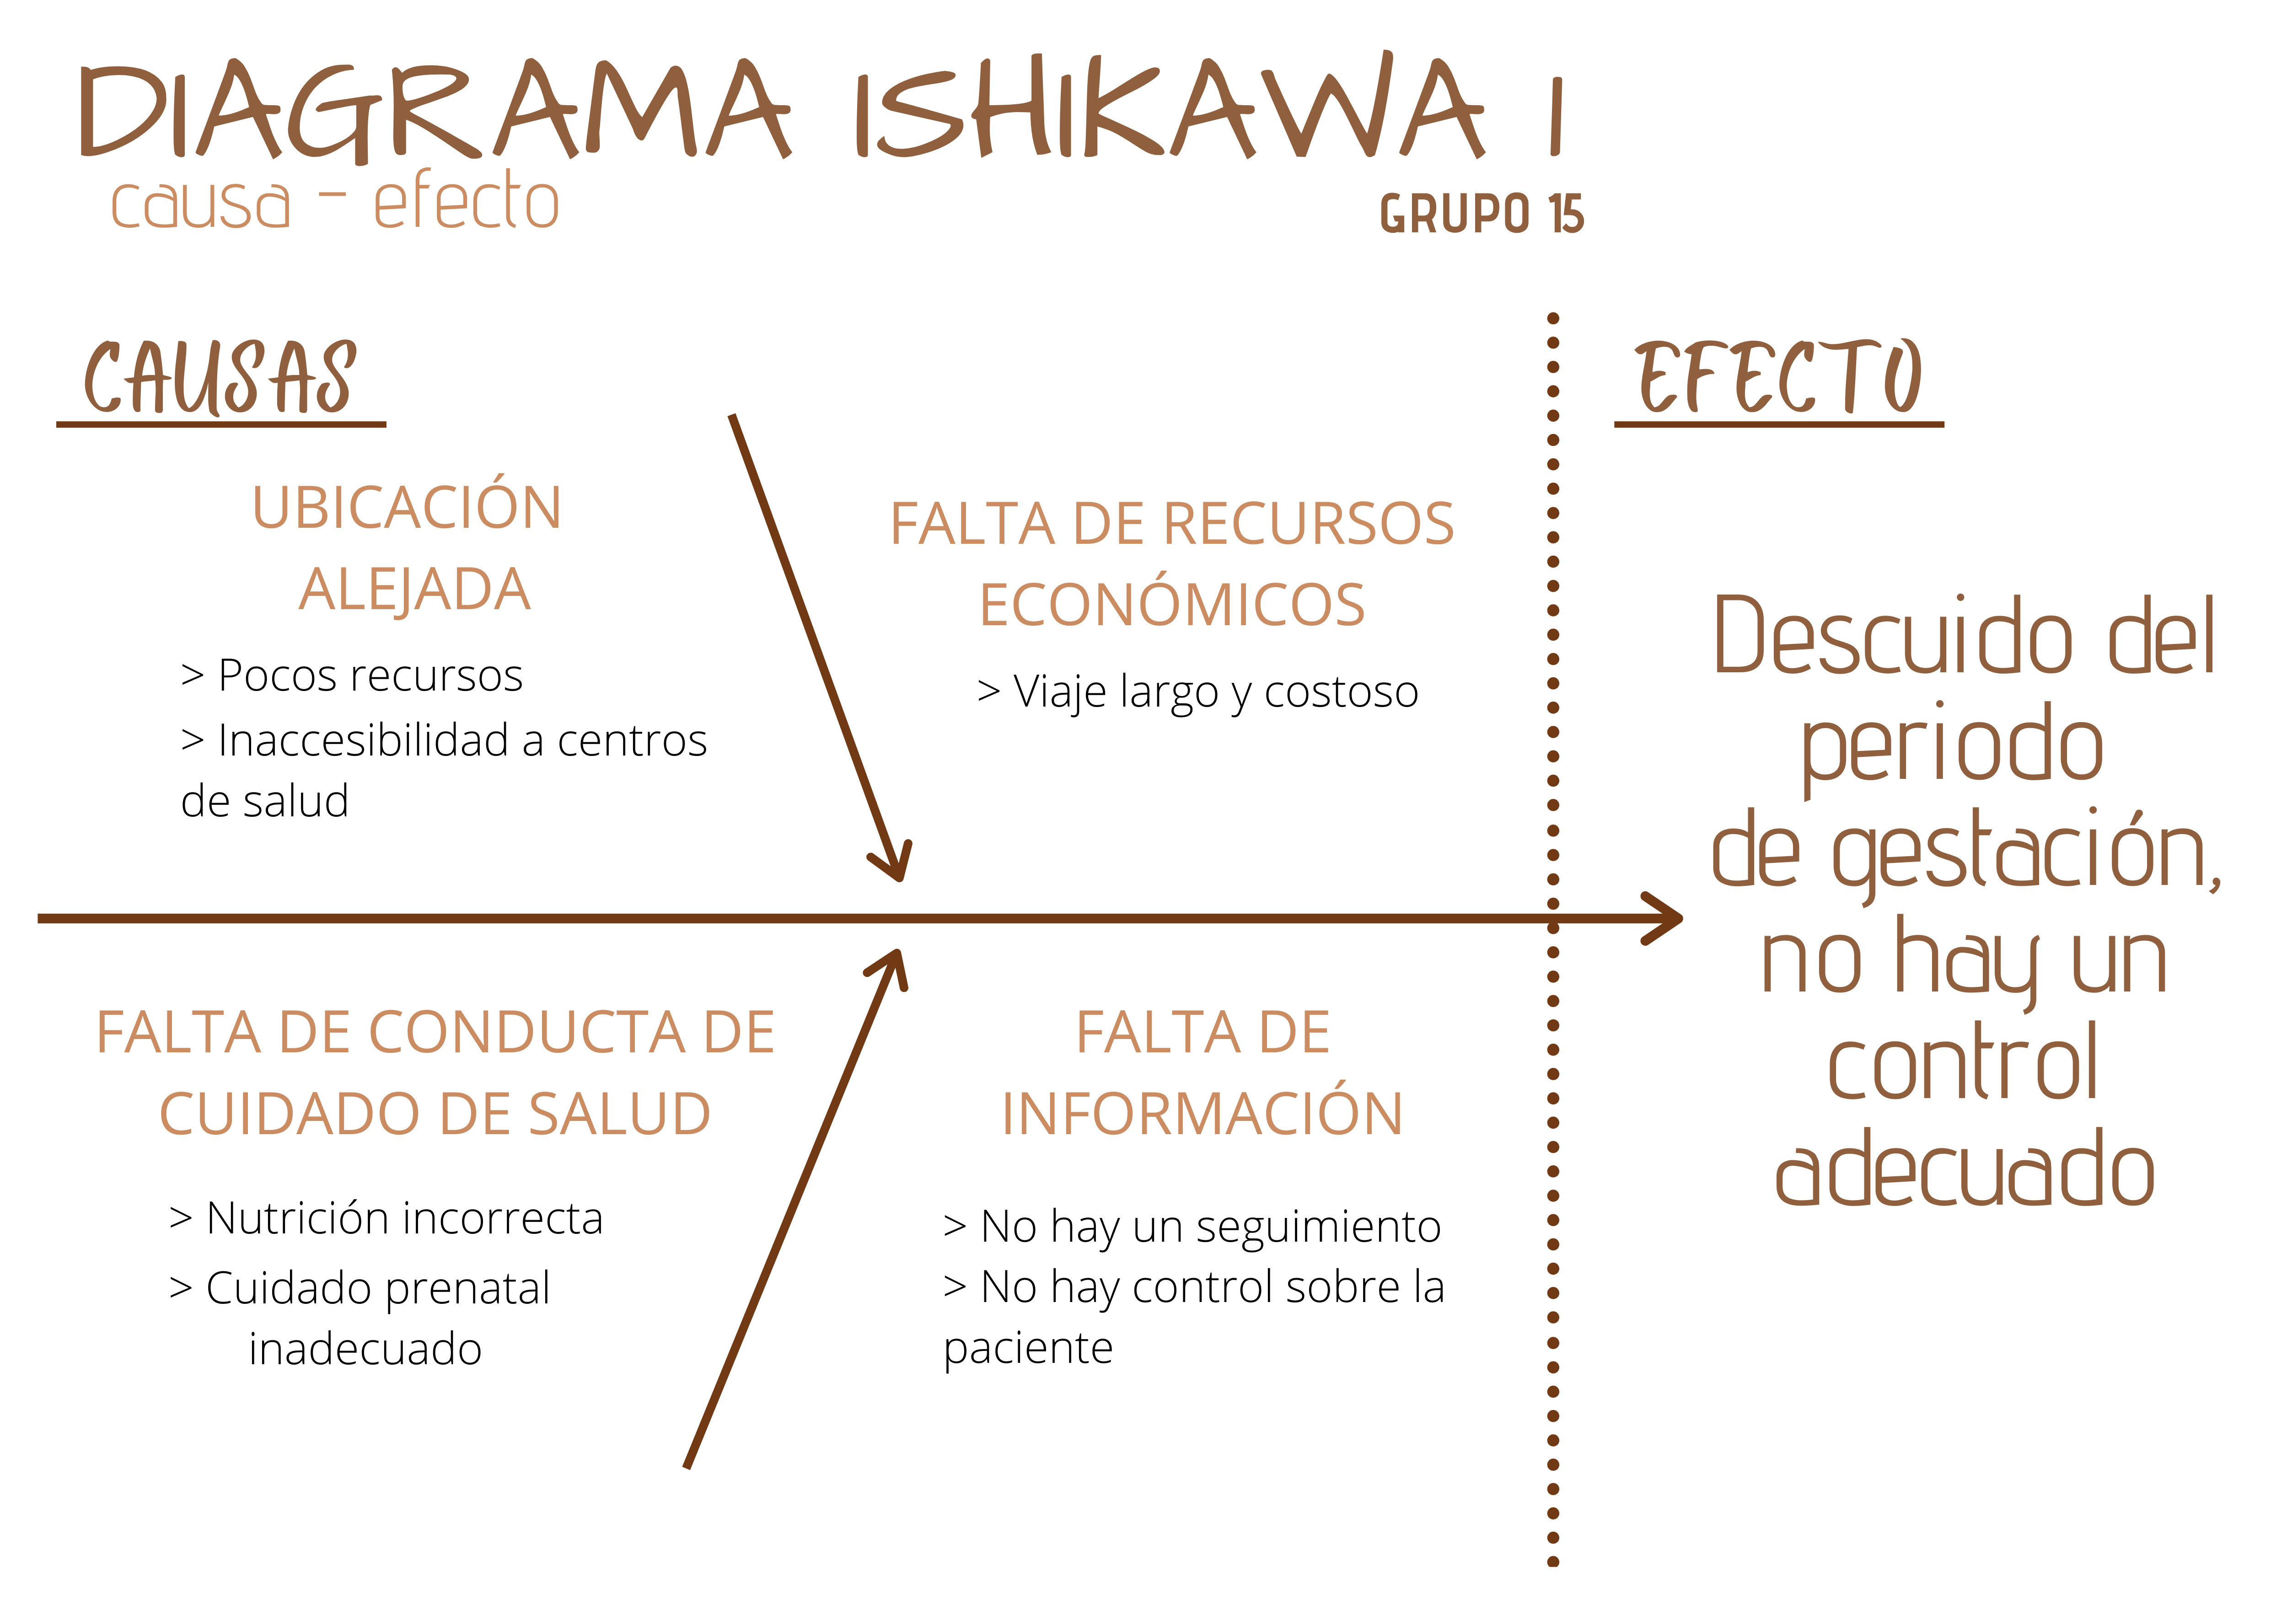 DIAGRAMA ISHIKAWA 1
causa - efecto
GRUPO 15
CAUSAS
EFECTO
UBICACIÓN
ALEJADA
> Pocos recursos
> Inaccesibilidad a centros
de salud
FALTA DE RECURSOS
ECONÓMICOS
> Viaje largo y costoso
FALTA DE CONDUCTA DE
CUIDADO DE SALUD
> Nutrición incorrecta
> Cuidado prenatal
inadecuado
FALTA DE
INFORMACIÓN
> No hay un seguimiento
> No hay control sobre la
paciente
Descuido del
periodo
de gestación,
no hay un
control
adecuado